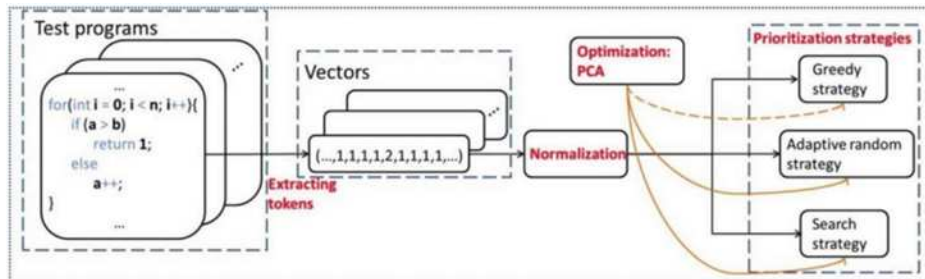 Test programs
...
...
for(int i = 0; i < n; i++){
if (a > b)
return 1;
else
a++;
}
...
Extracting
tokens
Vectors
...
(...,1,1,1,1,2,1,1,1,1,...)
Normalization
Optimization:
PCA
Prioritization strategies
Greedy
strategy
Adaptive random
strategy
Search
strategy